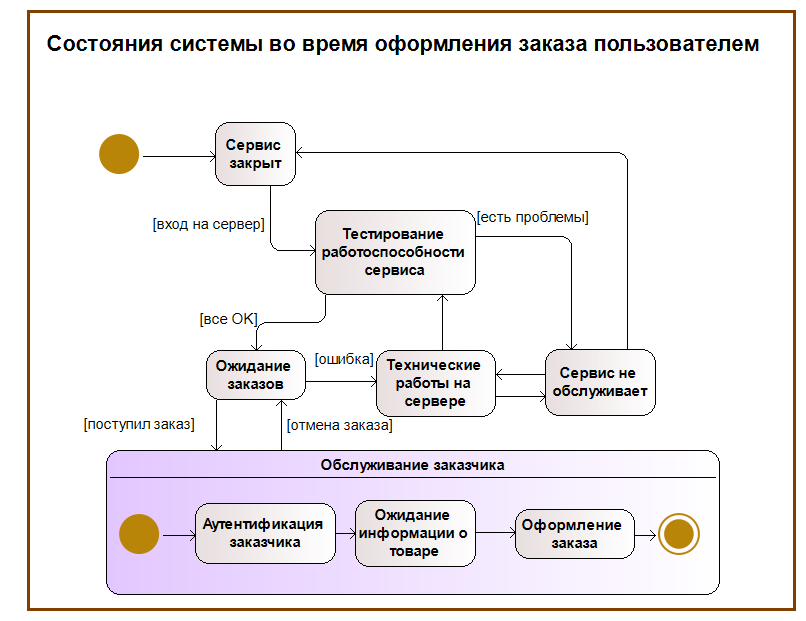 Состояния системы во время оформления заказа пользователем
Сервис
закрыт
[вход на сервер]
[есть проблемы]
Тестирование
работоспособности
сервиса
[все ОК]
Ожидание
заказов
[ошибка]
Технические
работы на
сервере
Сервис не
обслуживает
[поступил заказ]
[отмена заказа]
Обслуживание заказчика
Аутентификация
заказчика
Ожидание
информации о
товаре
Оформление
заказа